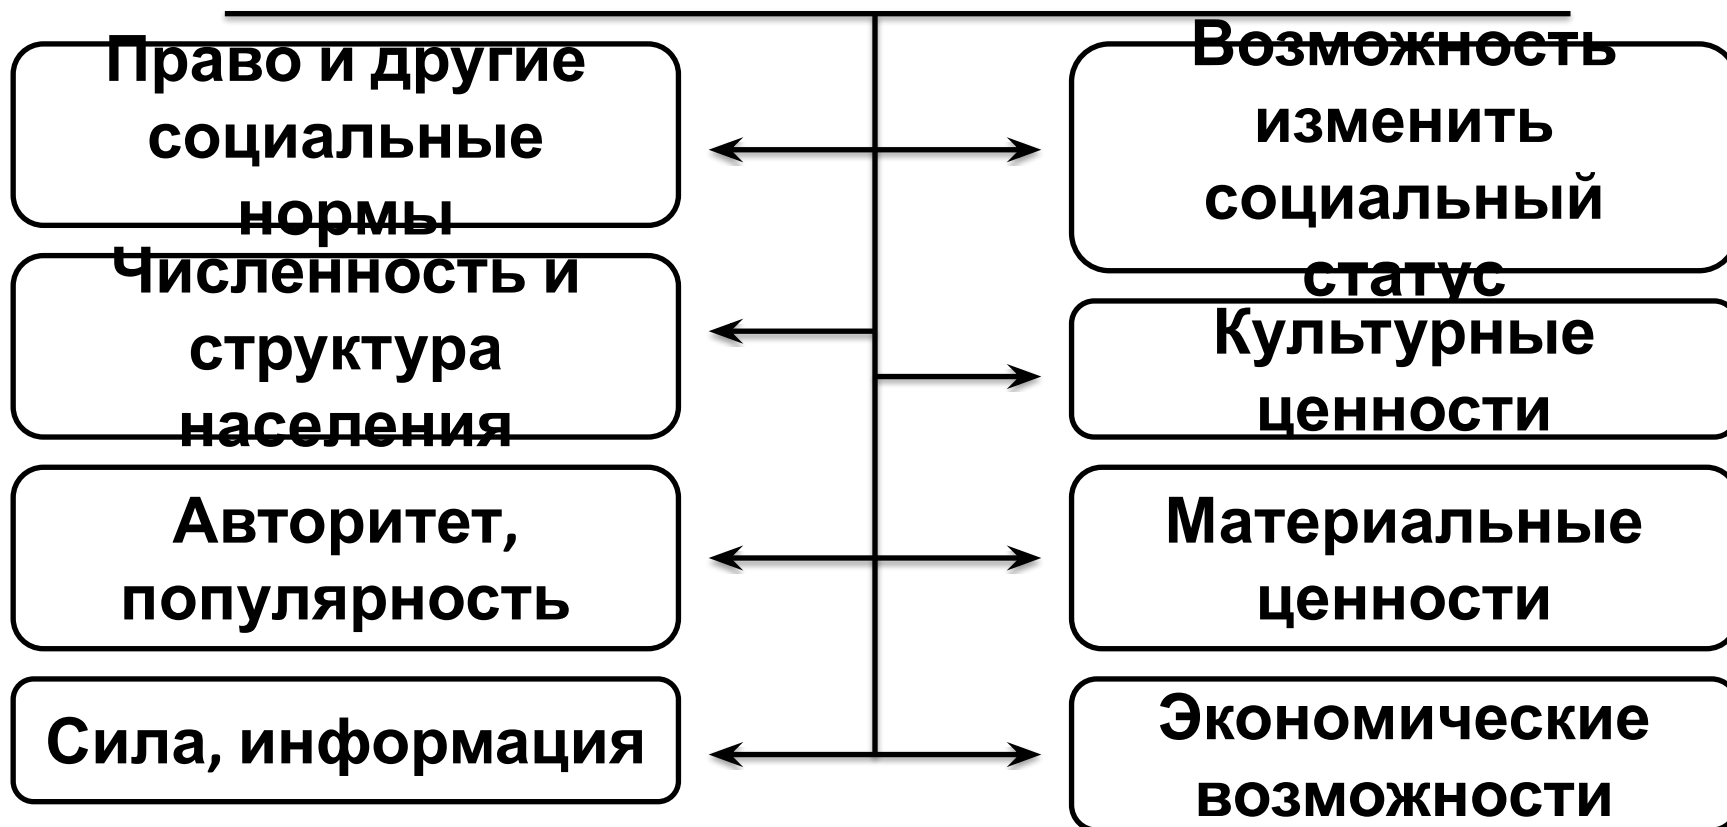 Право и другие
социальные
нормы
Численность и
структура
населения
Авторитет,
популярность
Сила, информация
Возможность
изменить
социальный
статус
Культурные
ценности
Материальные
ценности
Экономические
возможности